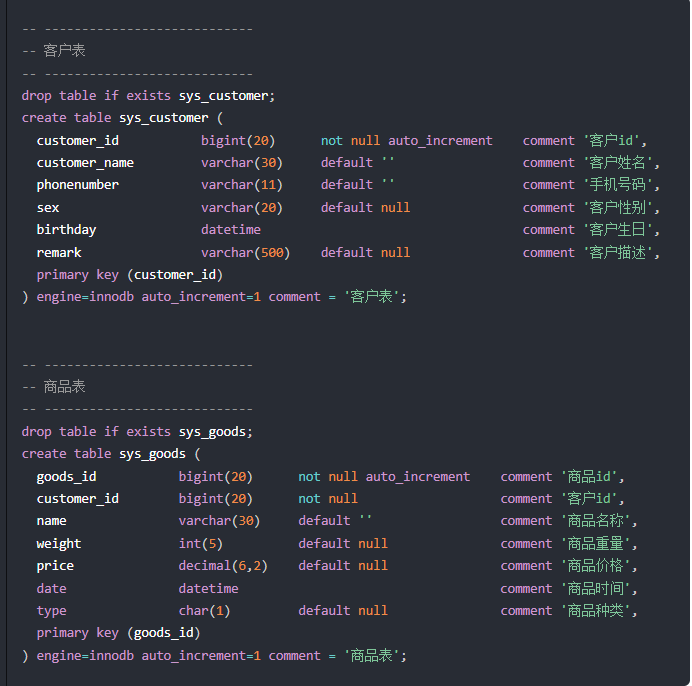 -- ----------------------------
-- 客户表
-- ----------------------------
drop table if exists sys_customer;
create table sys_customer (
  customer_id           bigint(20)      not null auto_increment    comment '客户id',
  customer_name         varchar(30)     default ''                 comment '客户姓名',
  phonenumber           varchar(11)     default ''                 comment '手机号码',
  sex                   varchar(20)     default null               comment '客户性别',
  birthday              datetime                                   comment '客户生日',
  remark                varchar(500)    default null               comment '客户描述',
  primary key (customer_id)
) engine=innodb auto_increment=1 comment = '客户表';
-- ----------------------------
-- 商品表
-- ----------------------------
drop table if exists sys_goods;
create table sys_goods (
  goods_id           bigint(20)      not null auto_increment    comment '商品id',
  customer_id        bigint(20)      not null                   comment '客户id',
  name               varchar(30)     default ''                 comment '商品名称',
  weight             int(5)          default null               comment '商品重量',
  price              decimal(6,2)    default null               comment '商品价格',
  date               datetime                                   comment '商品时间',
  type               char(1)         default null               comment '商品种类',
  primary key (goods_id)
) engine=innodb auto_increment=1 comment = '商品表';